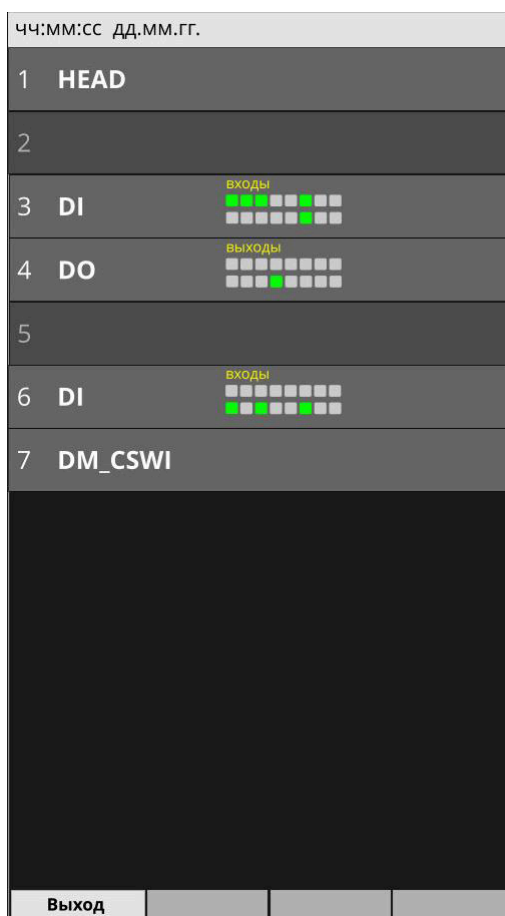 чч:мм:сс дд.мм.гг.
1 HEAD
2
входы
3 DI
выходы
4 DO
5
входы
6 DI
7 DM_CSWI
Выход